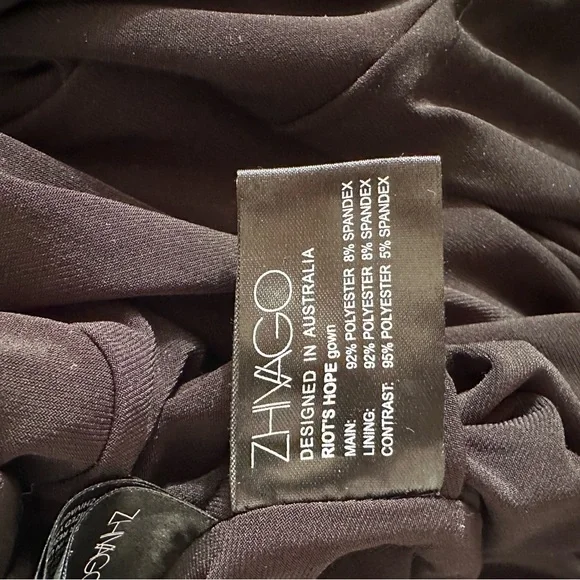 ZHIVAGO
DESIGNED IN AUSTRALIA
RIOT'S HOPE gown
MAIN: 92% POLYESTER 8% SPANDEX
LINING: 92% POLYESTER 8% SPANDEX
CONTRAST: 95% POLYESTER 5% SPANDEX
ZHIVAGO